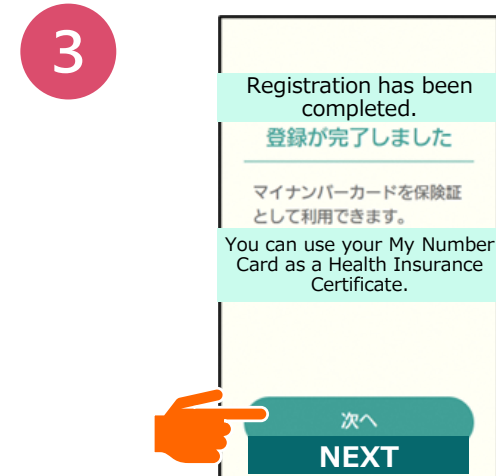 3
Registration has been
completed.
登録が完了しました
マイナンバーカードを保険証
として利用できます。
You can use your My Number
Card as a Health Insurance
Certificate.
次へ
NEXT